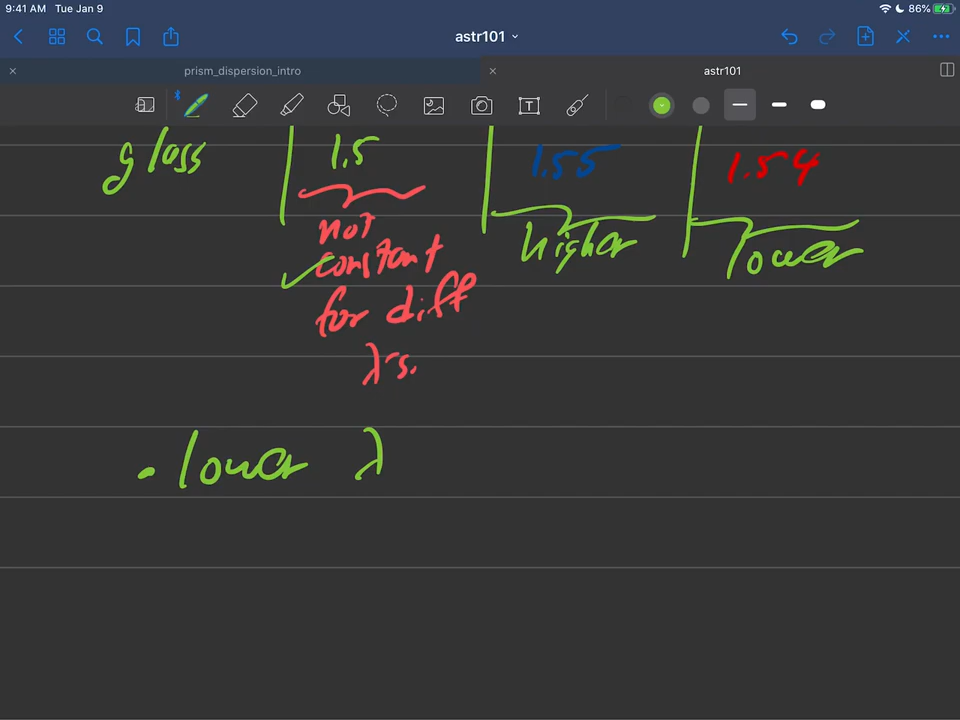 9:41 AM Tue Jan 9
86%
astr101
prism_dispersion_intro
astr101
T
glass 1.5 1.55 1.54
not
constant
for diff
λ's.
higher
lower
• lower λ